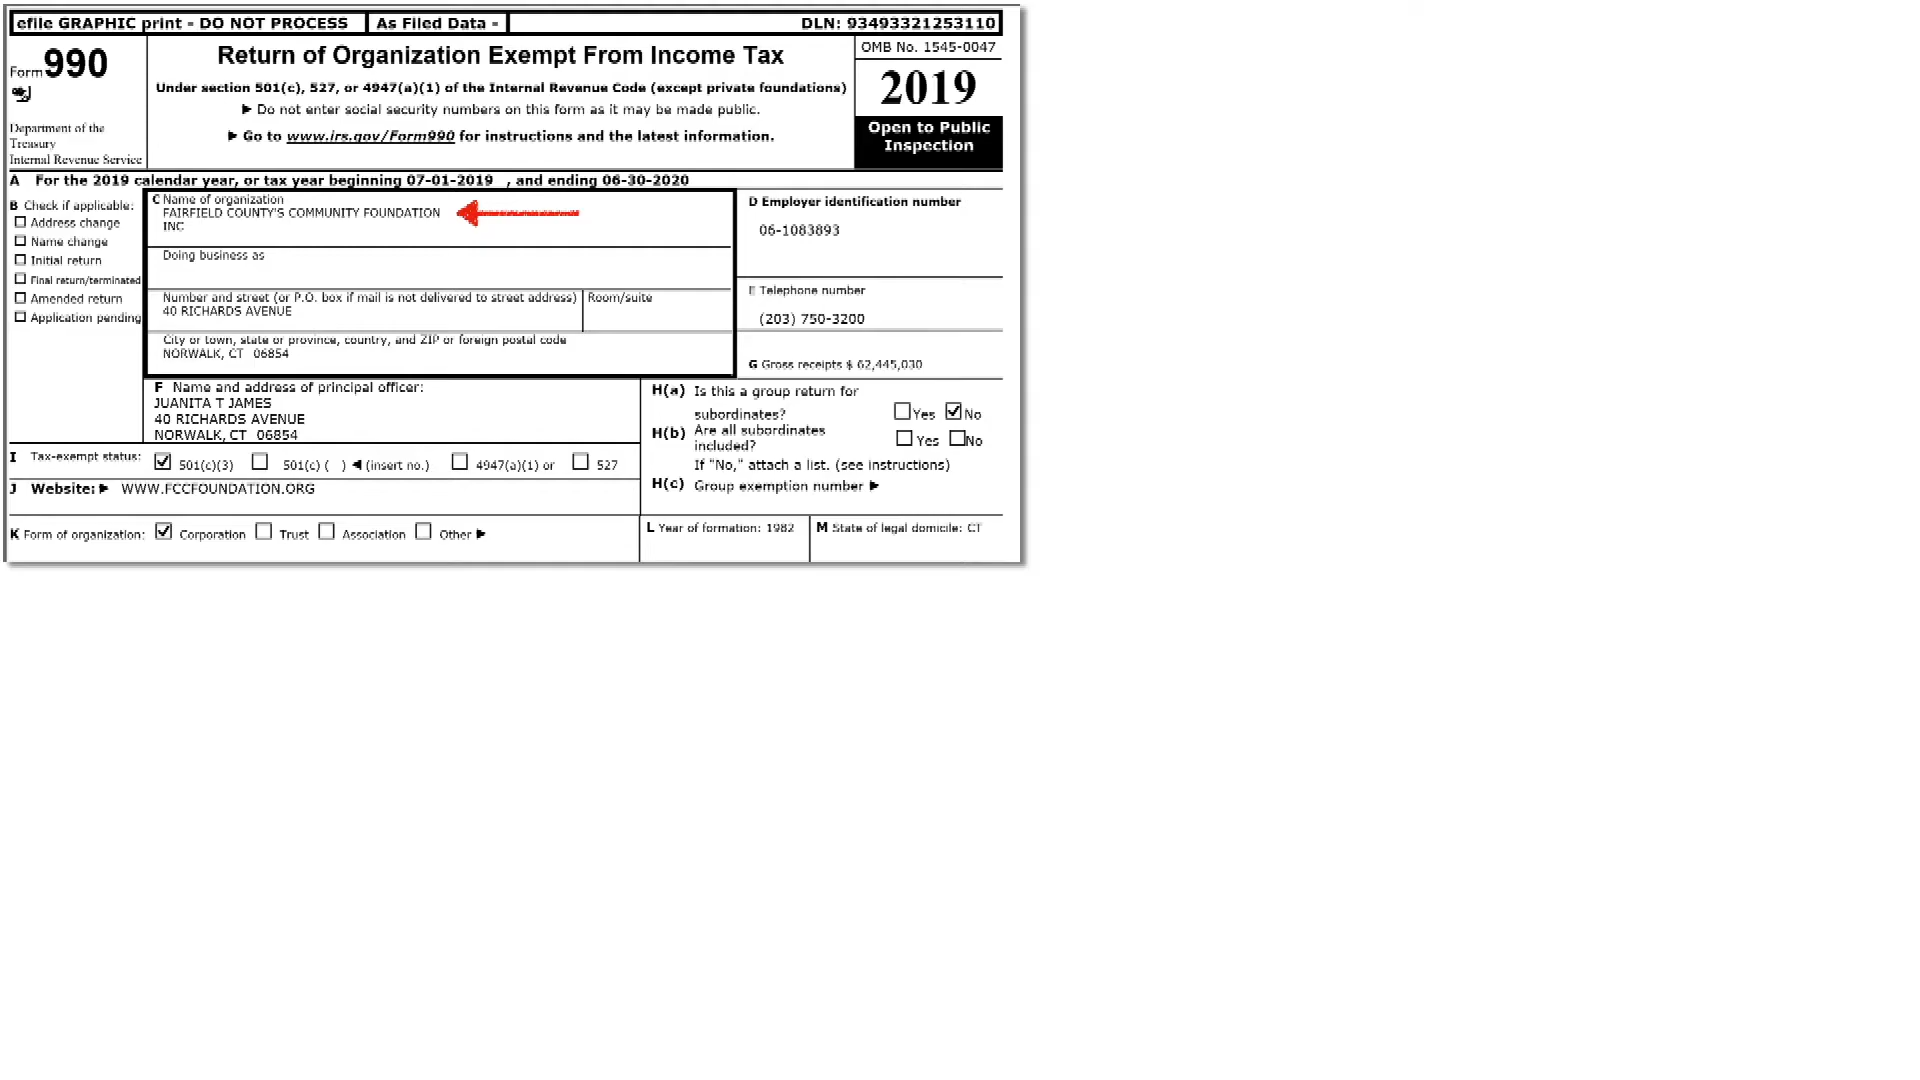 efile GRAPHIC print - DO NOT PROCESS As Filed Data - DLN: 93493321253110
Form 990
Department of the
Treasury
Internal Revenue Service
Return of Organization Exempt From Income Tax
Under section 501(c), 527, or 4947(a)(1) of the Internal Revenue Code (except private foundations)
▶ Do not enter social security numbers on this form as it may be made public.
▶ Go to www.irs.gov/Form990 for instructions and the latest information.
OMB No. 1545-0047
2019
Open to Public
Inspection
A For the 2019 calendar year, or tax year beginning 07-01-2019 , and ending 06-30-2020
B Check if applicable:
Address change
Name change
Initial return
Final return/terminated
Amended return
Application pending
C Name of organization
FAIRFIELD COUNTY'S COMMUNITY FOUNDATION
INC
Doing business as
Number and street (or P.O. box if mail is not delivered to street address) Room/suite
40 RICHARDS AVENUE
City or town, state or province, country, and ZIP or foreign postal code
NORWALK, CT 06854
D Employer identification number
06-1083893
E Telephone number
(203) 750-3200
G Gross receipts $ 62,445,030
F Name and address of principal officer:
JUANITA T JAMES
40 RICHARDS AVENUE
NORWALK, CT 06854
H(a) Is this a group return for
subordinates? Yes No
H(b) Are all subordinates
included? Yes No
If "No," attach a list. (see instructions)
H(c) Group exemption number ▶
I Tax-exempt status: 501(c)(3) 501(c) ( ) ◀ (insert no.) 4947(a)(1) or 527
J Website: ▶ WWW.FCCFOUNDATION.ORG
K Form of organization: Corporation Trust Association Other ▶
L Year of formation: 1982
M State of legal domicile: CT